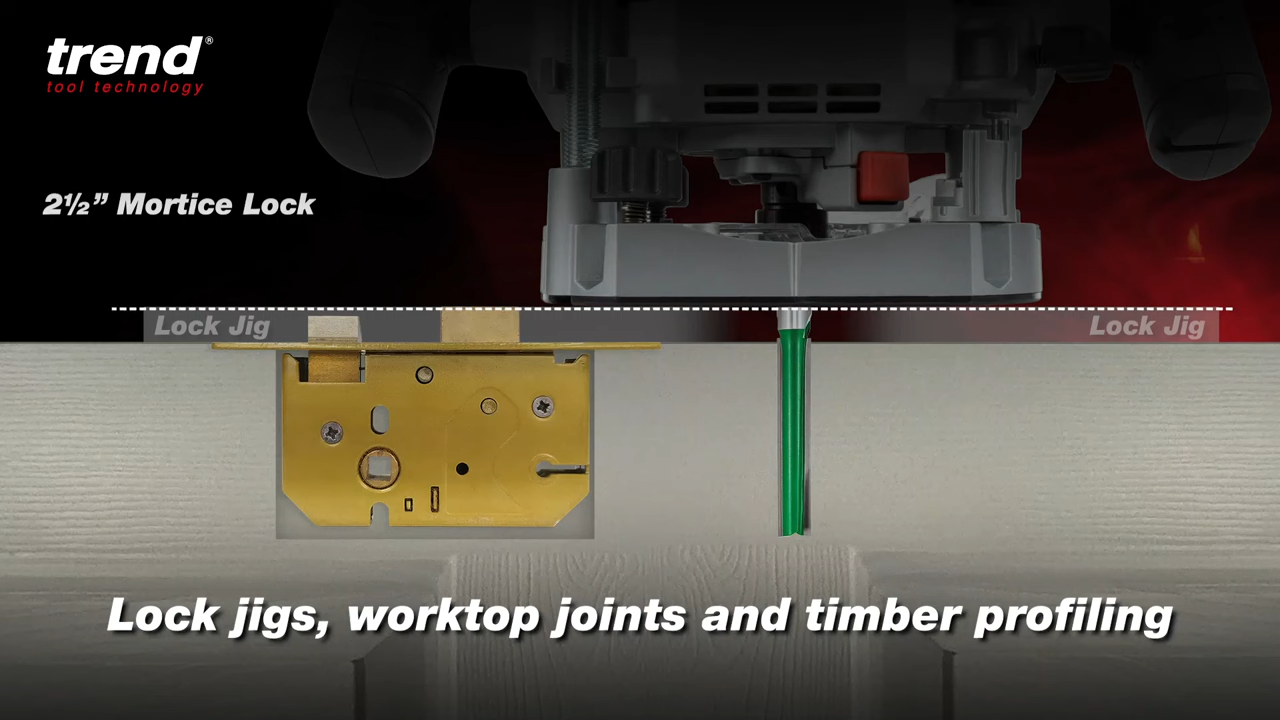 trend®
tool technology
2½” Mortice Lock
Lock Jig
Lock Jig
Lock jigs, worktop joints and timber profiling